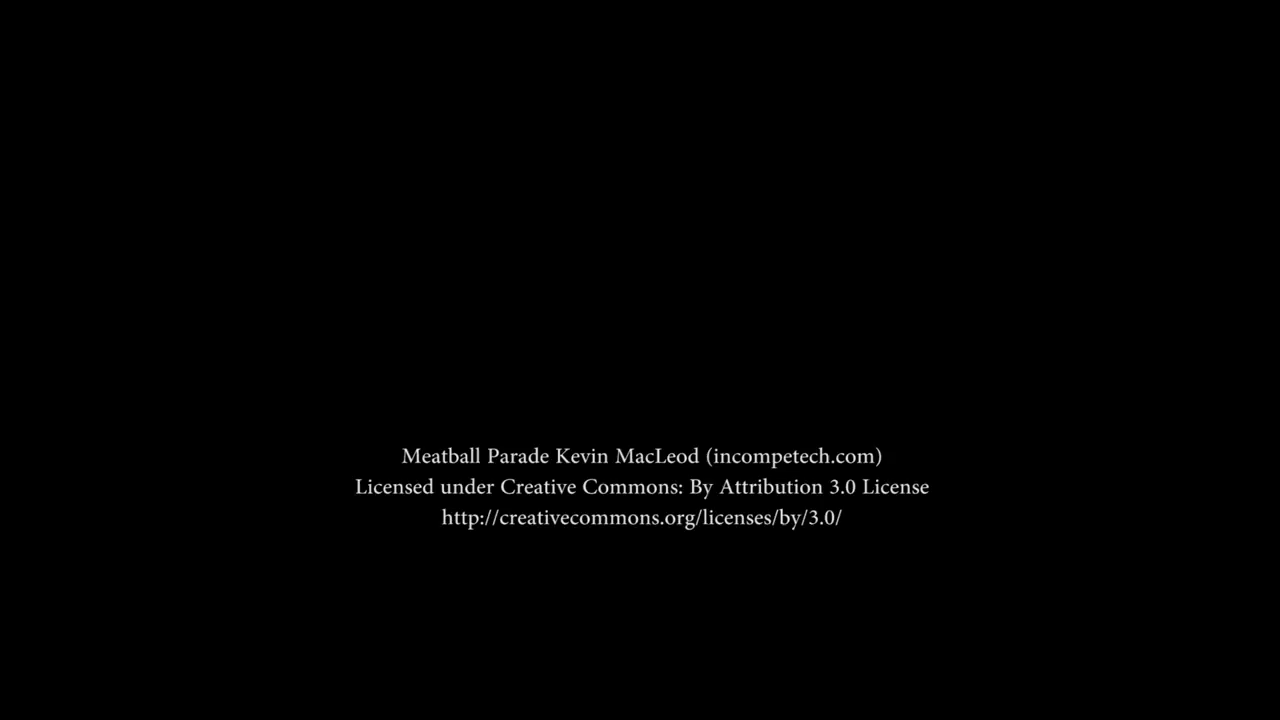 Meatball Parade Kevin MacLeod (incompetech.com)
Licensed under Creative Commons: By Attribution 3.0 License
http://creativecommons.org/licenses/by/3.0/